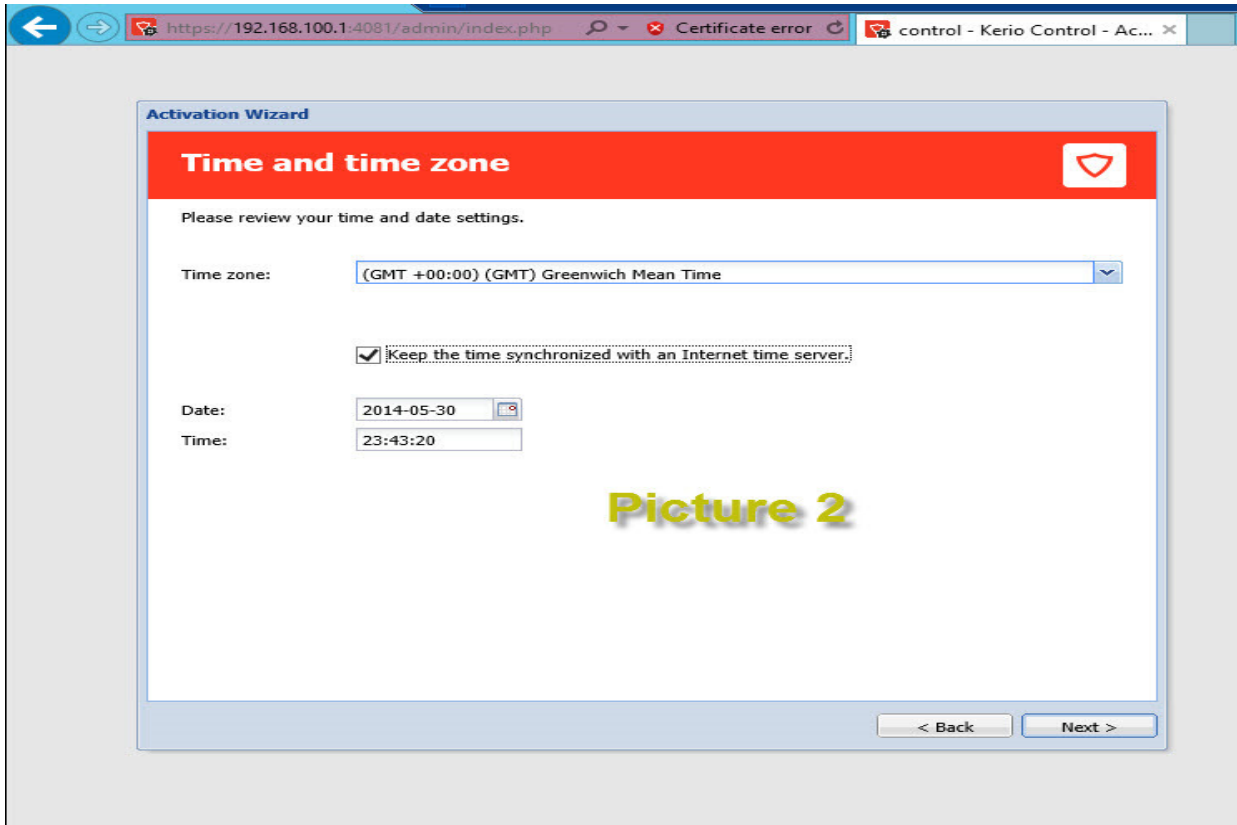 https://192.168.100.1:4081/admin/index.php Certificate error control - Kerio Control - Ac...
Activation Wizard
Time and time zone
Please review your time and date settings.
Time zone: (GMT +00:00) (GMT) Greenwich Mean Time
Keep the time synchronized with an Internet time server.
Date: 2014-05-30
Time: 23:43:20
Picture 2
< Back Next >